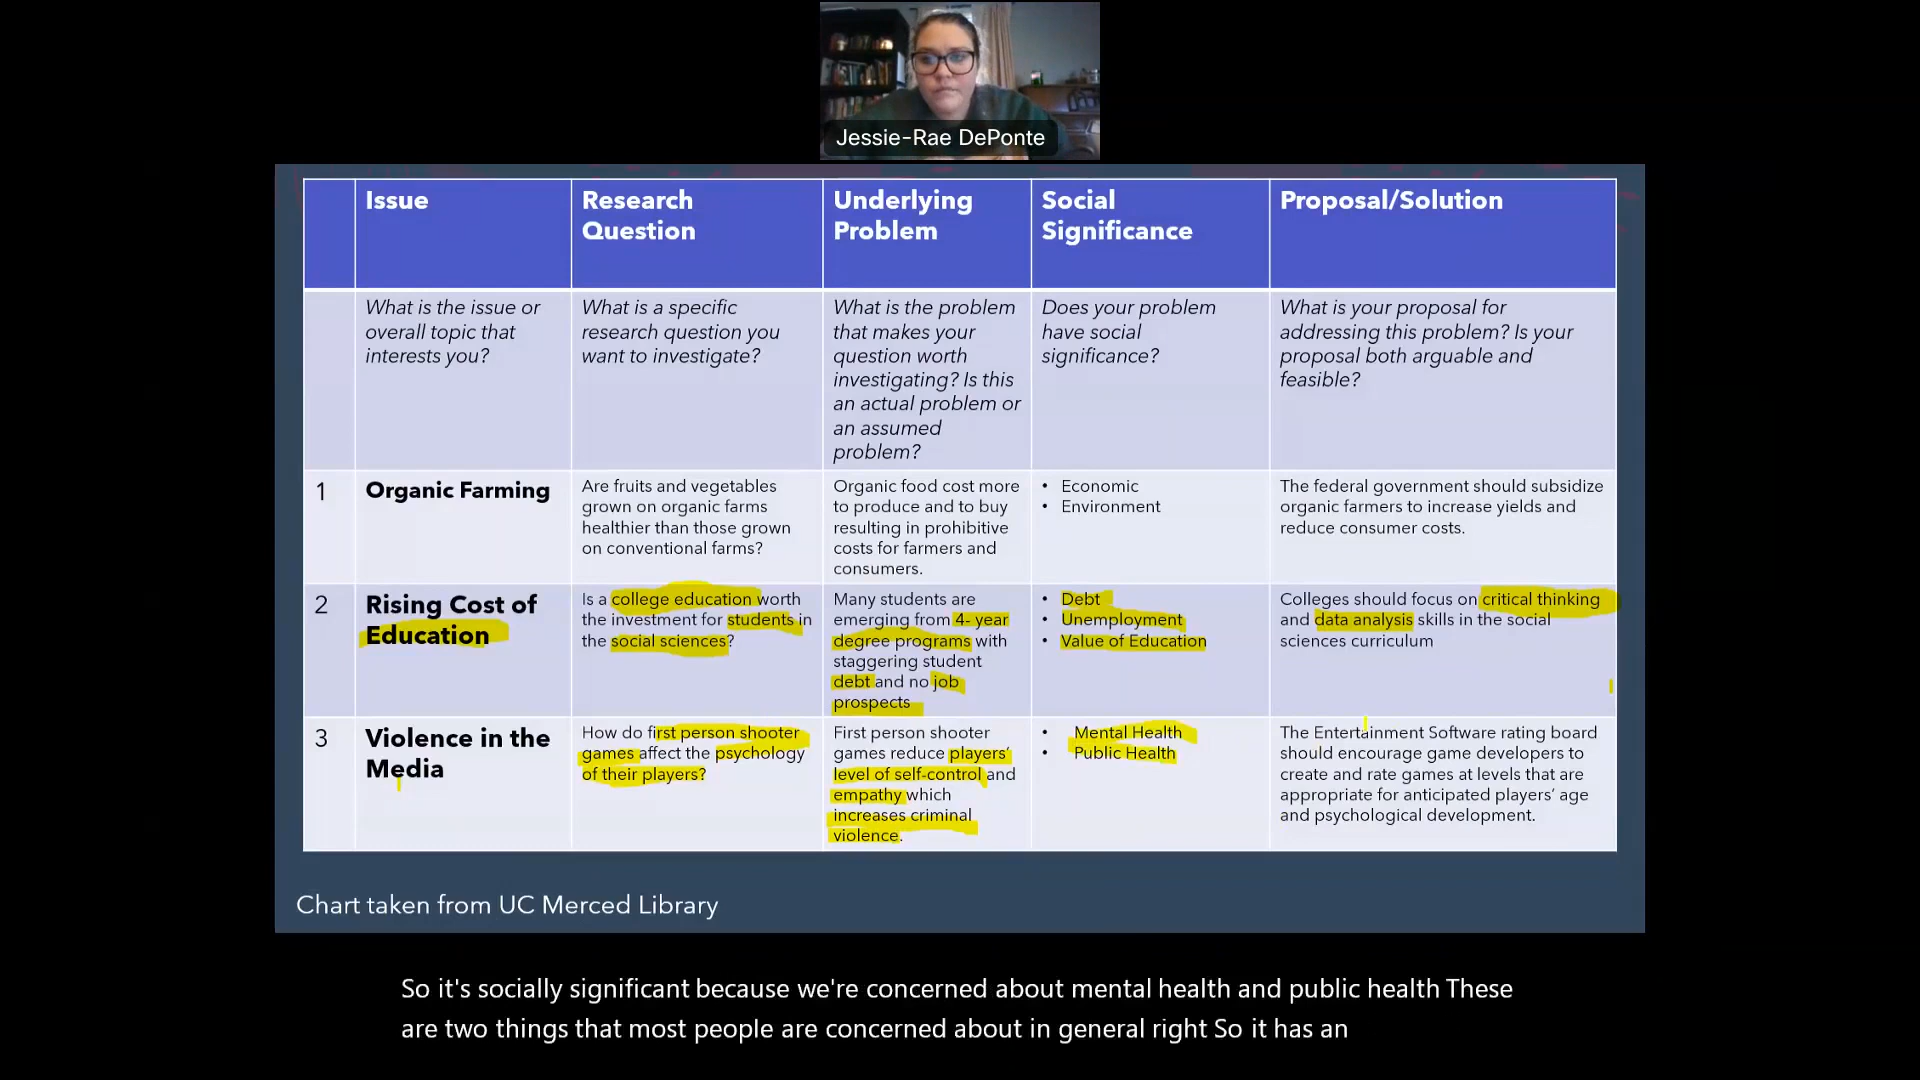 Jessie-Rae DePonte
Issue
Research
Question
Underlying
Problem
Social
Significance
Proposal/Solution
What is the issue or
overall topic that
interests you?
What is a specific
research question you
want to investigate?
What is the problem
that makes your
question worth
investigating? Is this
an actual problem or
an assumed
problem?
Does your problem
have social
significance?
What is your proposal for
addressing this problem? Is your
proposal both arguable and
feasible?
1
Organic Farming
Are fruits and vegetables
grown on organic farms
healthier than those grown
on conventional farms?
Organic food cost more
to produce and to buy
resulting in prohibitive
costs for farmers and
consumers.
• Economic
• Environment
The federal government should subsidize
organic farmers to increase yields and
reduce consumer costs.
2
Rising Cost of
Education
Is a college education worth
the investment for students in
the social sciences?
Many students are
emerging from 4- year
degree programs with
staggering student
debt and no job
prospects
• Debt
• Unemployment
• Value of Education
Colleges should focus on critical thinking
and data analysis skills in the social
sciences curriculum
3
Violence in the
Media
How do first person shooter
games affect the psychology
of their players?
First person shooter
games reduce players’
level of self-control and
empathy which
increases criminal
violence.
• Mental Health
• Public Health
The Entertainment Software rating board
should encourage game developers to
create and rate games at levels that are
appropriate for anticipated players’ age
and psychological development.
Chart taken from UC Merced Library
So it's socially significant because we're concerned about mental health and public health These
are two things that most people are concerned about in general right So it has an